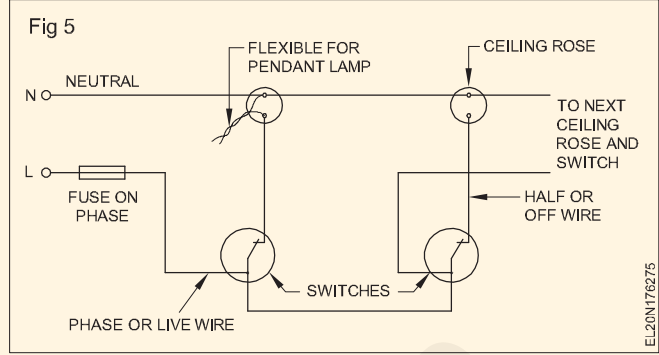 Fig 5
FLEXIBLE FOR
PENDANT LAMP
CEILING ROSE
NEUTRAL
N
TO NEXT
CEILING
ROSE AND
SWITCH
L
FUSE ON
PHASE
HALF OR
OFF WIRE
SWITCHES
PHASE OR LIVE WIRE
EL20N176275